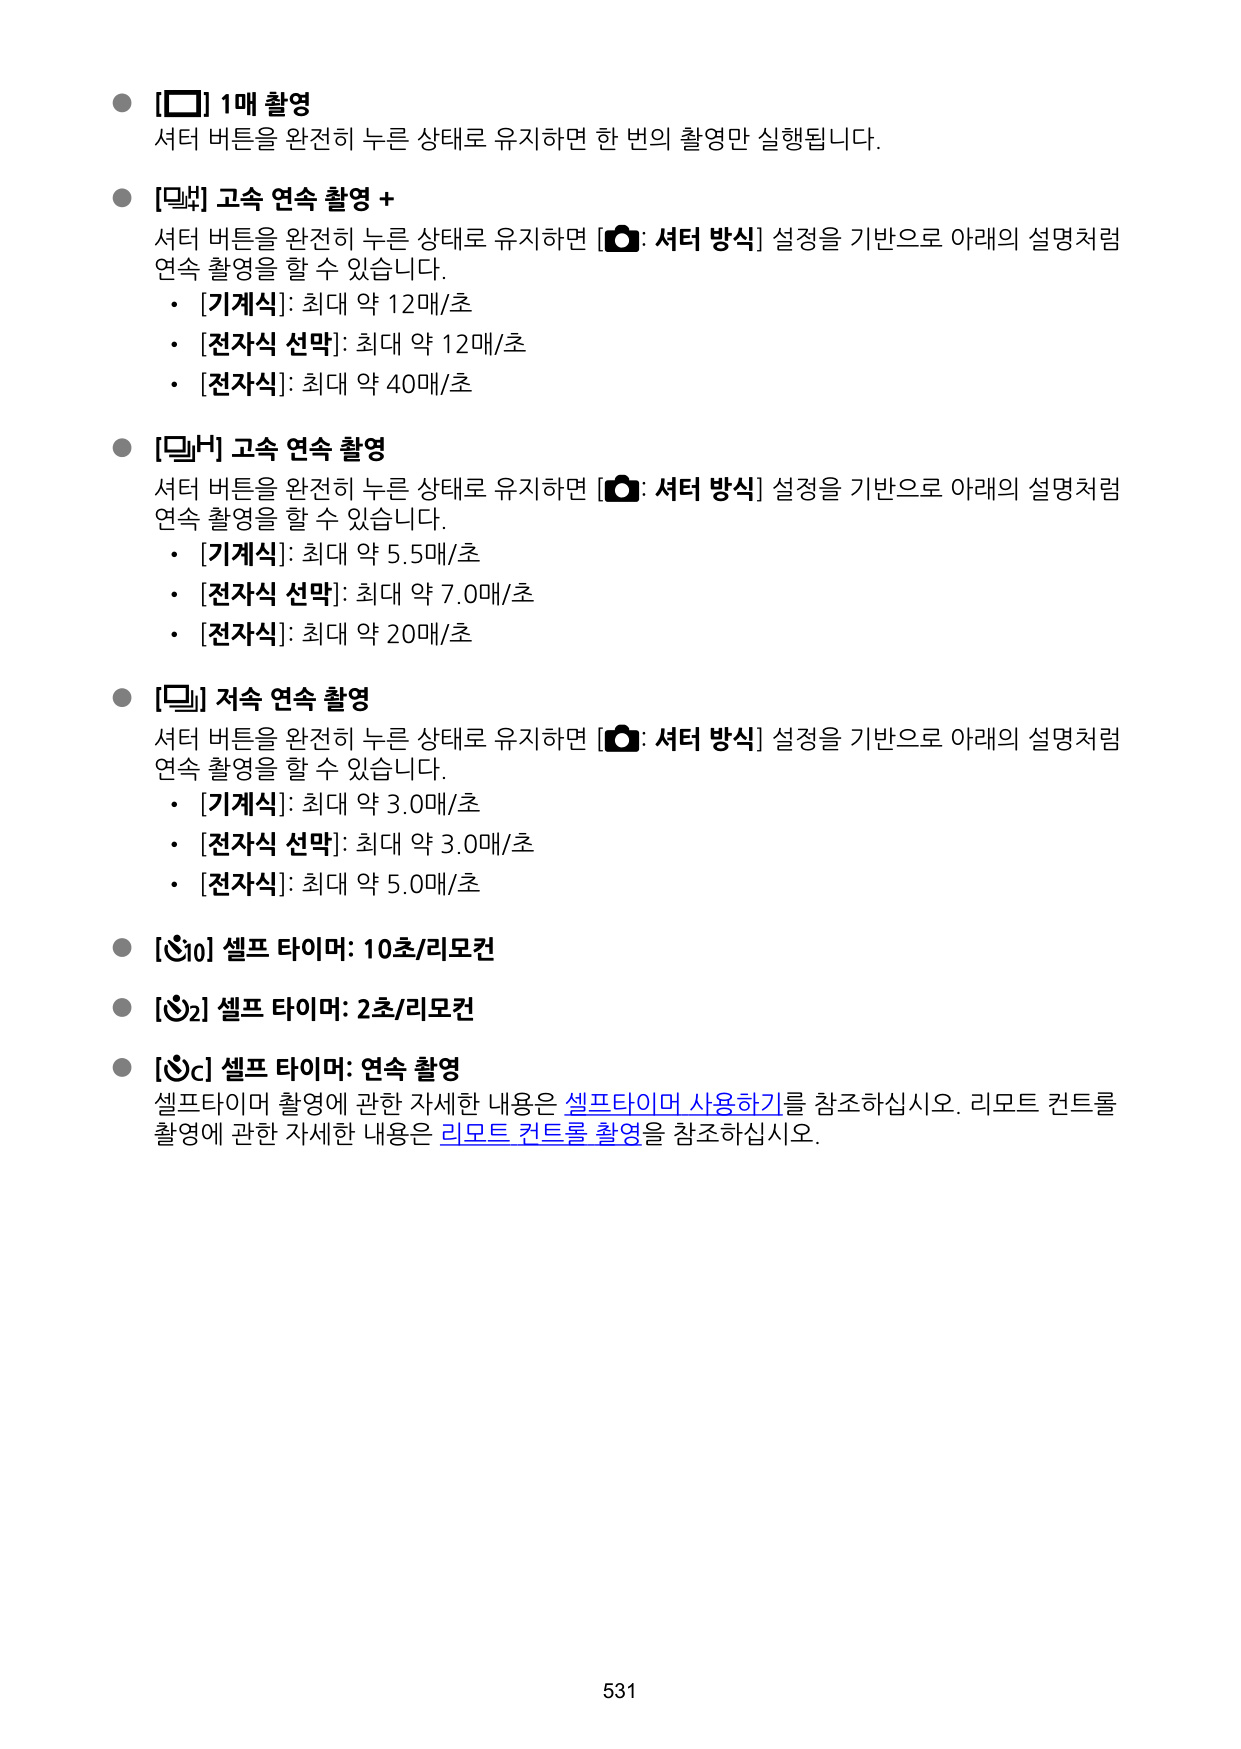 ● [] 1매 촬영
셔터 버튼을 완전히 누른 상태로 유지하면 한 번의 촬영만 실행됩니다.
● [H+] 고속 연속 촬영 +
셔터 버튼을 완전히 누른 상태로 유지하면 [: 셔터 방식] 설정을 기반으로 아래의 설명처럼
연속 촬영을 할 수 있습니다.
• [기계식]: 최대 약 12매/초
• [전자식 선막]: 최대 약 12매/초
• [전자식]: 최대 약 40매/초
● [H] 고속 연속 촬영
셔터 버튼을 완전히 누른 상태로 유지하면 [: 셔터 방식] 설정을 기반으로 아래의 설명처럼
연속 촬영을 할 수 있습니다.
• [기계식]: 최대 약 5.5매/초
• [전자식 선막]: 최대 약 7.0매/초
• [전자식]: 최대 약 20매/초
● [] 저속 연속 촬영
셔터 버튼을 완전히 누른 상태로 유지하면 [: 셔터 방식] 설정을 기반으로 아래의 설명처럼
연속 촬영을 할 수 있습니다.
• [기계식]: 최대 약 3.0매/초
• [전자식 선막]: 최대 약 3.0매/초
• [전자식]: 최대 약 5.0매/초
● [10] 셀프 타이머: 10초/리모컨
● [2] 셀프 타이머: 2초/리모컨
● [C] 셀프 타이머: 연속 촬영
셀프타이머 촬영에 관한 자세한 내용은 셀프타이머 사용하기를 참조하십시오. 리모트 컨트롤
촬영에 관한 자세한 내용은 리모트 컨트롤 촬영을 참조하십시오.
531